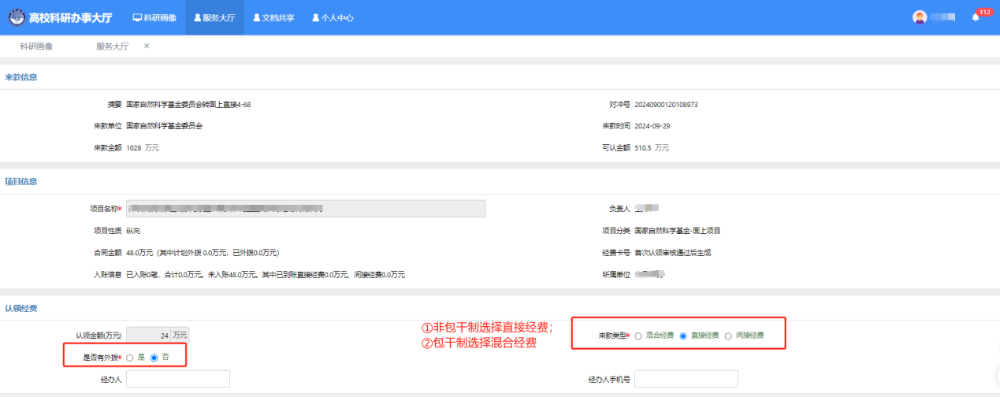 高校科研办事大厅 科研画像 服务大厅 文档共享 个人中心 112
科研画像 服务大厅 ×
来款信息
摘要 国家自然科学基金委员会转面上直接4-68 对冲号 20240900120108973
来款单位 国家自然科学基金委员会 来款时间 2024-09-29
来款金额 1028 万元 可认金额 510.5 万元
项目信息
项目名称* 负责人
项目性质 纵向 项目分类 国家自然科学基金-面上项目
合同金额 48.0万元（其中计划外拨 0.0万元，已外拨0.0万元） 经费卡号 首次认领审核通过后生成
入账信息 已入账0笔，合计0.0万元。未入账48.0万元。其中已到账直接经费0.0万元、间接经费0.0万元 所属单位
认领经费
认领金额(万元) 24 万元 ①非包干制选择直接经费； 来款类型* 混合经费 直接经费 间接经费
②包干制选择混合经费
是否有外拨* 是 否
经办人 经办人手机号